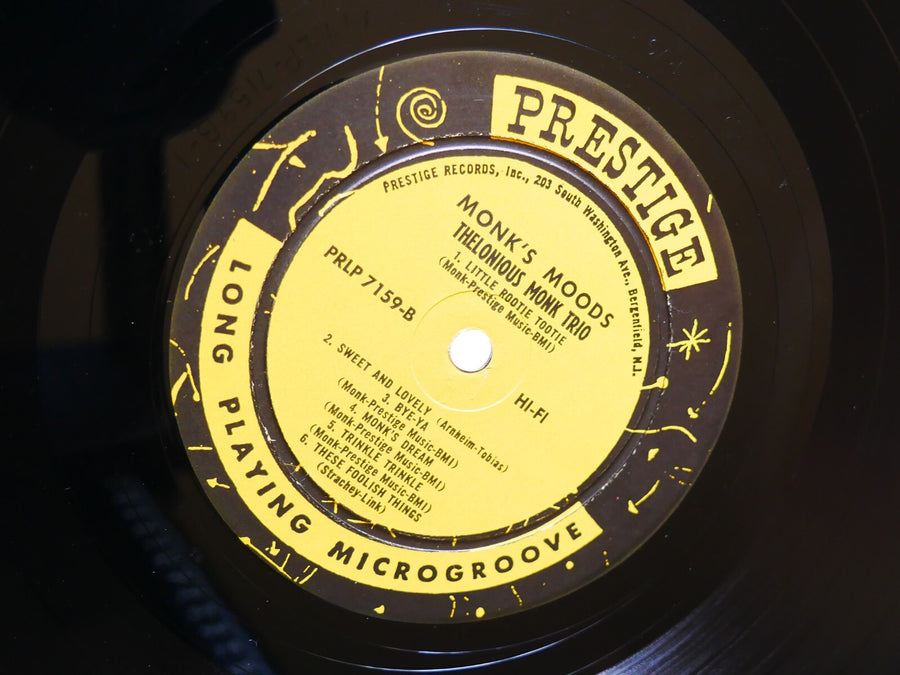 PRESTIGE
PRESTIGE RECORDS, Inc., 203 South Washington Ave., Bergenfield, N.J.
MONK'S MOODS
THELONIOUS MONK TRIO
1. LITTLE ROOTIE TOOTIE
(Monk-Prestige Music-BMI)
PRLP 7159-B
HI-FI
2. SWEET AND LOVELY
(Arnheim-Tobias)
3. BYE-YA
(Monk-Prestige Music-BMI)
4. MONK'S DREAM
(Monk-Prestige Music-BMI)
5. TRINKLE TRINKLE
(Monk-Prestige Music-BMI)
6. THESE FOOLISH THINGS
(Strachey-Link)
LONG PLAYING MICROGROOVE